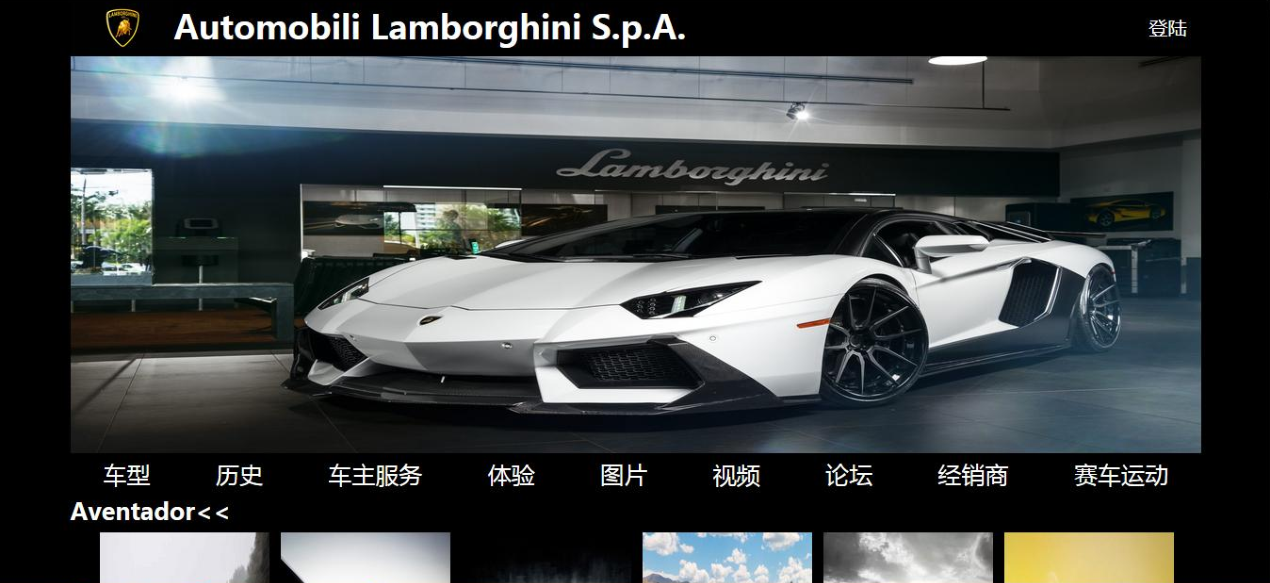 Automobili Lamborghini S.p.A.
登陆
Lamborghini
车型 历史 车主服务 体验 图片 视频 论坛 经销商 赛车运动
Aventador<<